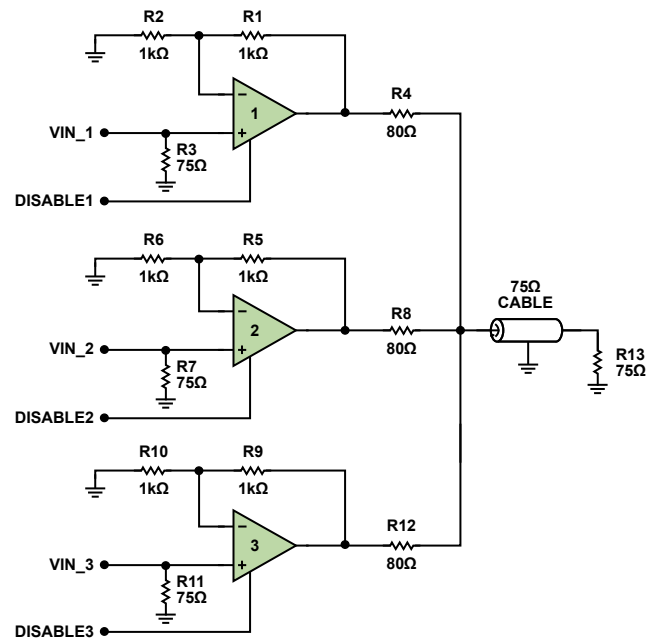 R2
1kΩ
R1
1kΩ
−
+
1
R4
80Ω
VIN_1
R3
75Ω
DISABLE1
R6
1kΩ
R5
1kΩ
−
+
2
R8
80Ω
VIN_2
R7
75Ω
DISABLE2
75Ω
CABLE
R13
75Ω
R10
1kΩ
R9
1kΩ
−
+
3
R12
80Ω
VIN_3
R11
75Ω
DISABLE3